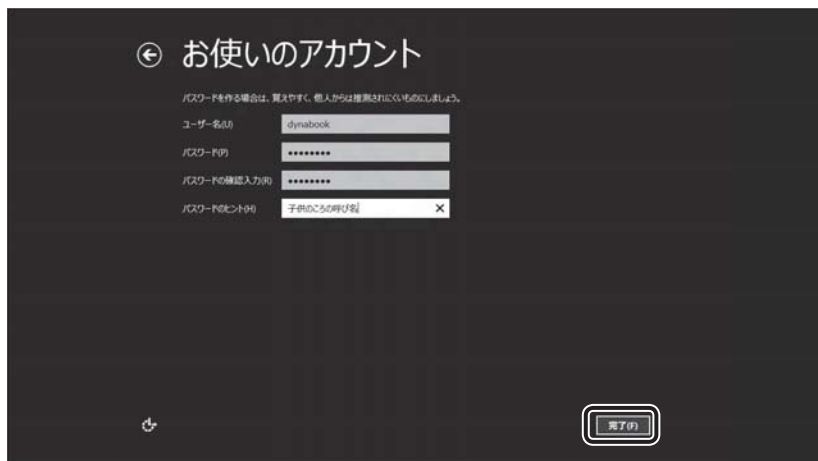 お使いのアカウント
パスワードを作る場合は、覚えやすく、他人からは推測されにくいものにしましょう。
ユーザー名(U) dynabook
パスワード(P) ••••••••
パスワードの確認入力(R) ••••••••
パスワードのヒント(H) 子供のころの呼び名
完了(F)